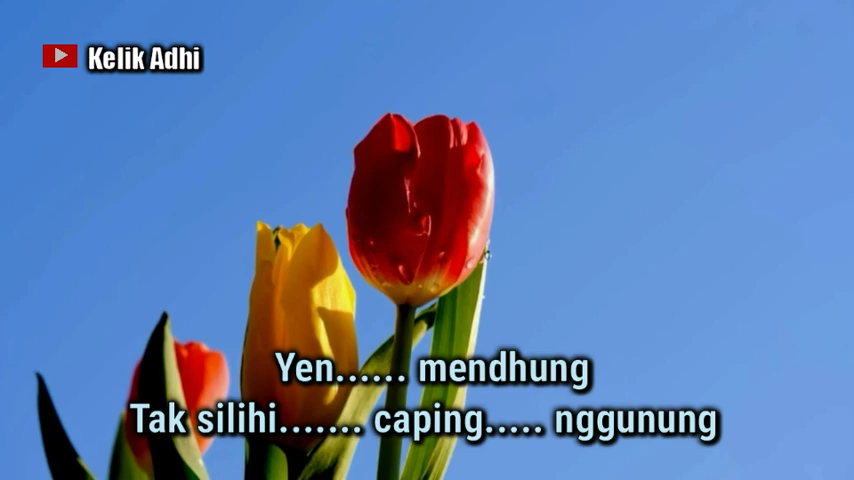 Kelik Adhi
Yen...... mendhung
Tak silihi....... caping..... nggunung